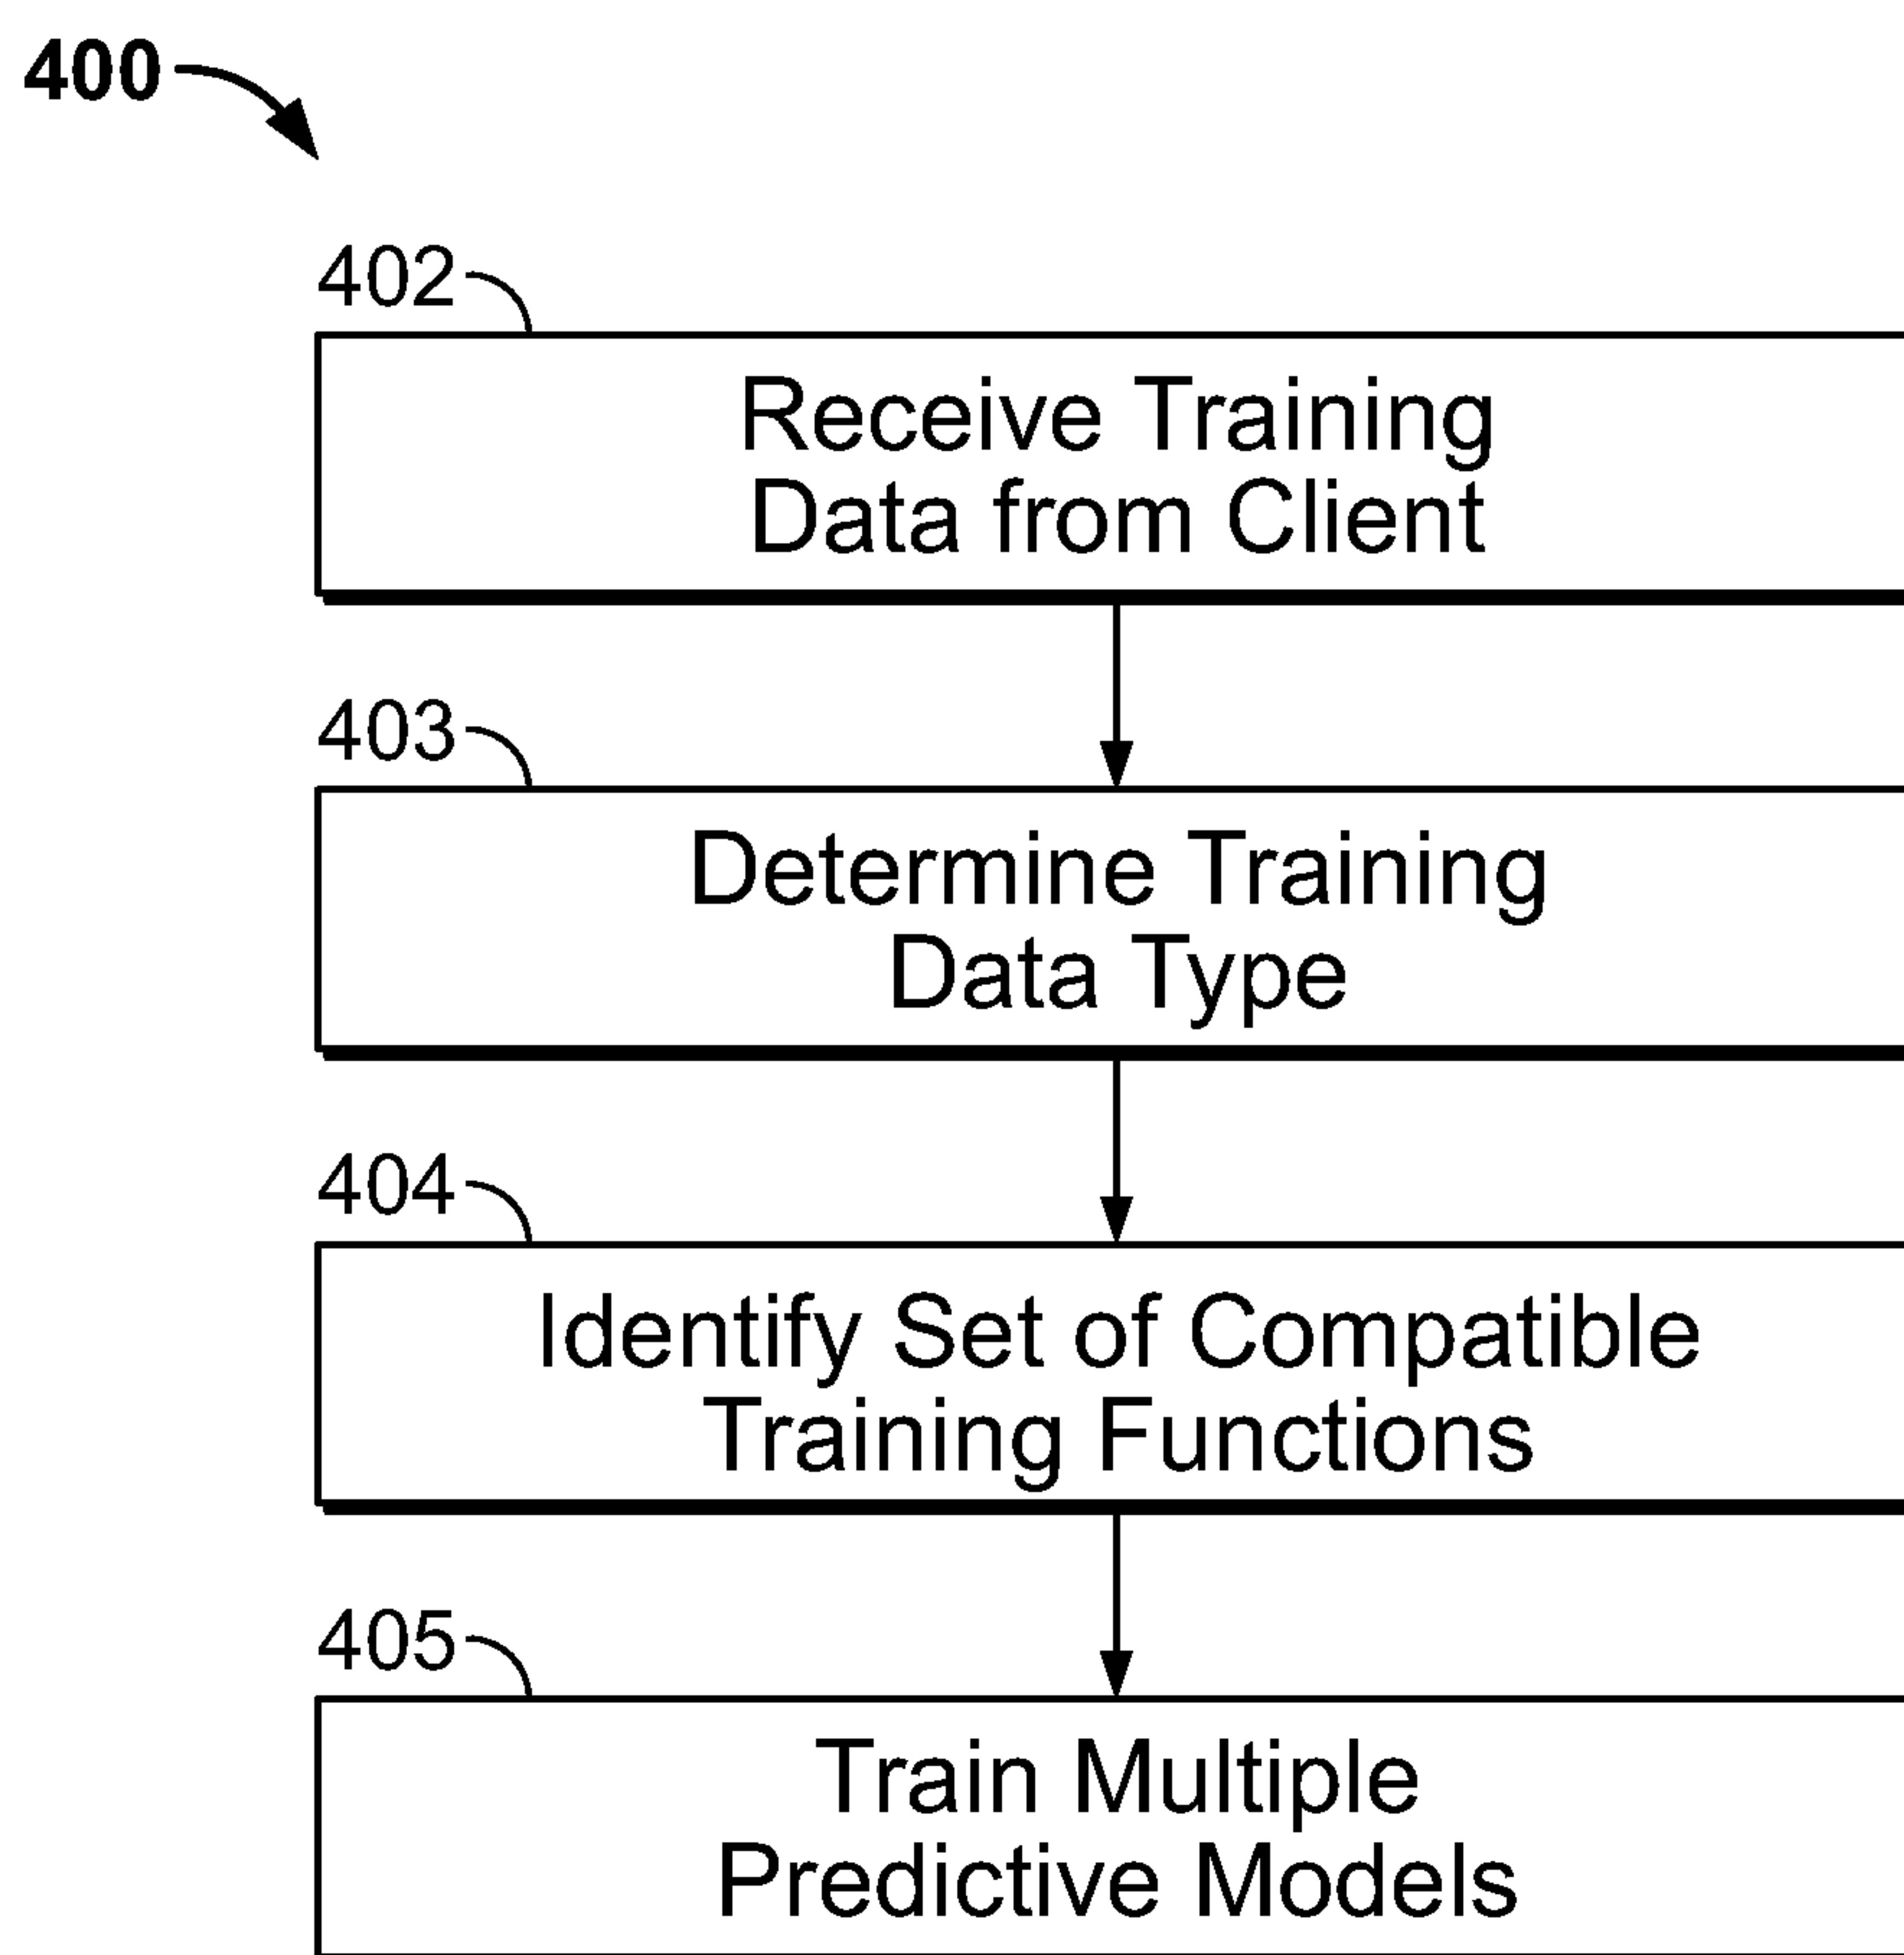 400
402
Receive Training
Data from Client
403
Determine Training
Data Type
404
Identify Set of Compatible
Training Functions
405
Train Multiple
Predictive Models